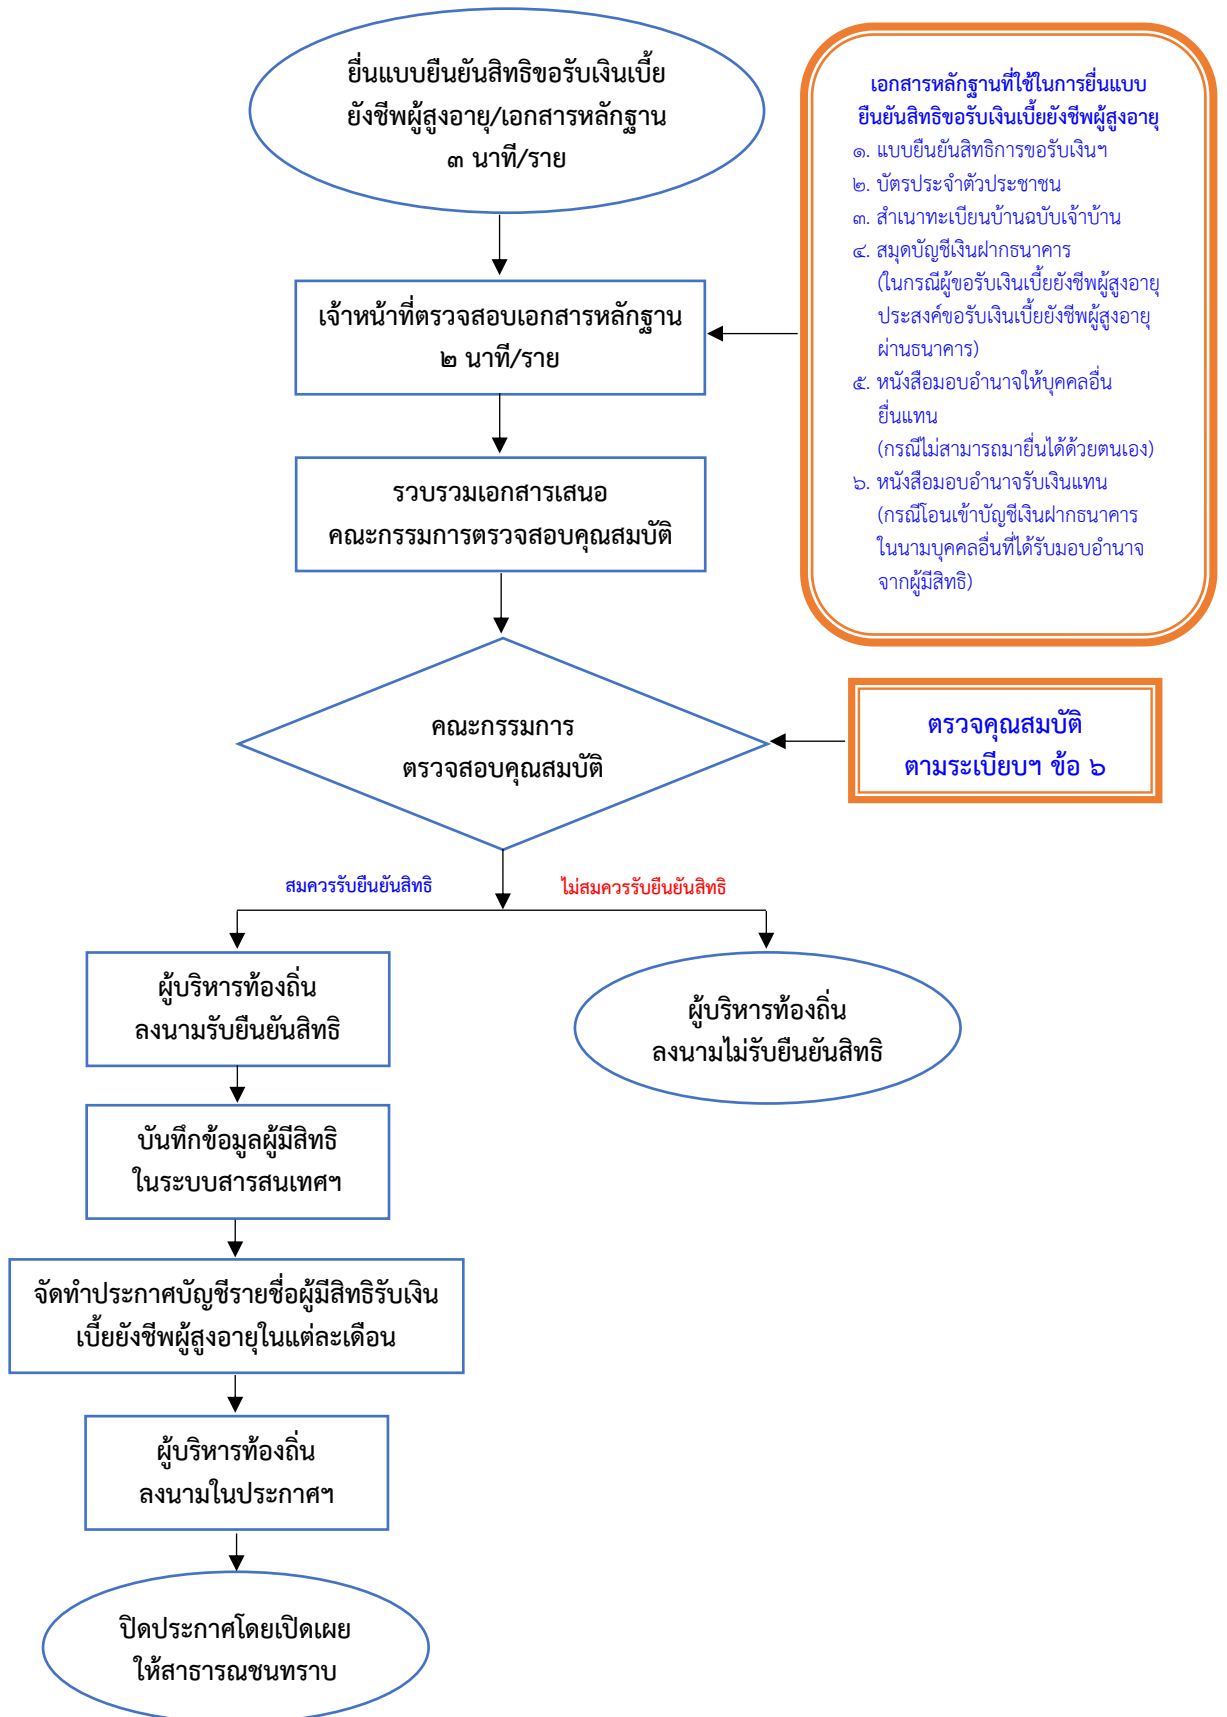 ยื่นแบบยืนยันสิทธิขอรับเงินเบี้ย
ยังชีพผู้สูงอายุ/เอกสารหลักฐาน
๓ นาที/ราย
เอกสารหลักฐานที่ใช้ในการยื่นแบบ
ยืนยันสิทธิขอรับเงินเบี้ยยังชีพผู้สูงอายุ
๑. แบบยืนยันสิทธิการขอรับเงินฯ
๒. บัตรประจำตัวประชาชน
๓. สำเนาทะเบียนบ้านฉบับเจ้าบ้าน
๔. สมุดบัญชีเงินฝากธนาคาร
(ในกรณีผู้ขอรับเงินเบี้ยยังชีพผู้สูงอายุ
ประสงค์ขอรับเงินเบี้ยยังชีพผู้สูงอายุ
ผ่านธนาคาร)
๕. หนังสือมอบอำนาจให้บุคคลอื่น
ยื่นแทน
(กรณีไม่สามารถมายื่นได้ด้วยตนเอง)
๖. หนังสือมอบอำนาจรับเงินแทน
(กรณีโอนเข้าบัญชีเงินฝากธนาคาร
ในนามบุคคลอื่นที่ได้รับมอบอำนาจ
จากผู้มีสิทธิ)
เจ้าหน้าที่ตรวจสอบเอกสารหลักฐาน
๒ นาที/ราย
รวบรวมเอกสารเสนอ
คณะกรรมการตรวจสอบคุณสมบัติ
คณะกรรมการ
ตรวจสอบคุณสมบัติ
ตรวจคุณสมบัติ
ตามระเบียบฯ ข้อ ๖
สมควรรับยืนยันสิทธิ
ไม่สมควรรับยืนยันสิทธิ
ผู้บริหารท้องถิ่น
ลงนามรับยืนยันสิทธิ
ผู้บริหารท้องถิ่น
ลงนามไม่รับยืนยันสิทธิ
บันทึกข้อมูลผู้มีสิทธิ
ในระบบสารสนเทศฯ
จัดทำประกาศบัญชีรายชื่อผู้มีสิทธิรับเงิน
เบี้ยยังชีพผู้สูงอายุในแต่ละเดือน
ผู้บริหารท้องถิ่น
ลงนามในประกาศฯ
ปิดประกาศโดยเปิดเผย
ให้สาธารณชนทราบ